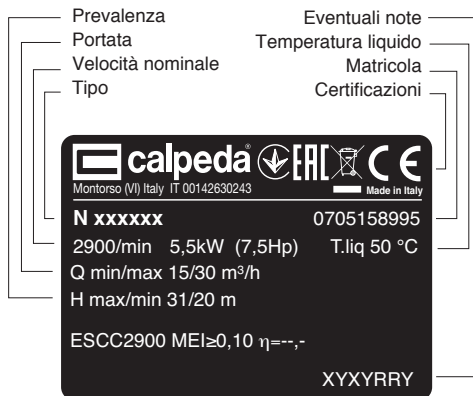 Prevalenza
Portata
Velocità nominale
Tipo
Eventuali note
Temperatura liquido
Matricola
Certificazioni
calpeda® EAC CE
Montorso (VI) Italy IT 00142630243
Made in Italy
N xxxxxx 0705158995
2900/min 5,5kW (7,5Hp) T.liq 50 °C
Q min/max 15/30 m³/h
H max/min 31/20 m
ESCC2900 MEI≥0,10 η=--,-
XYXYRRY